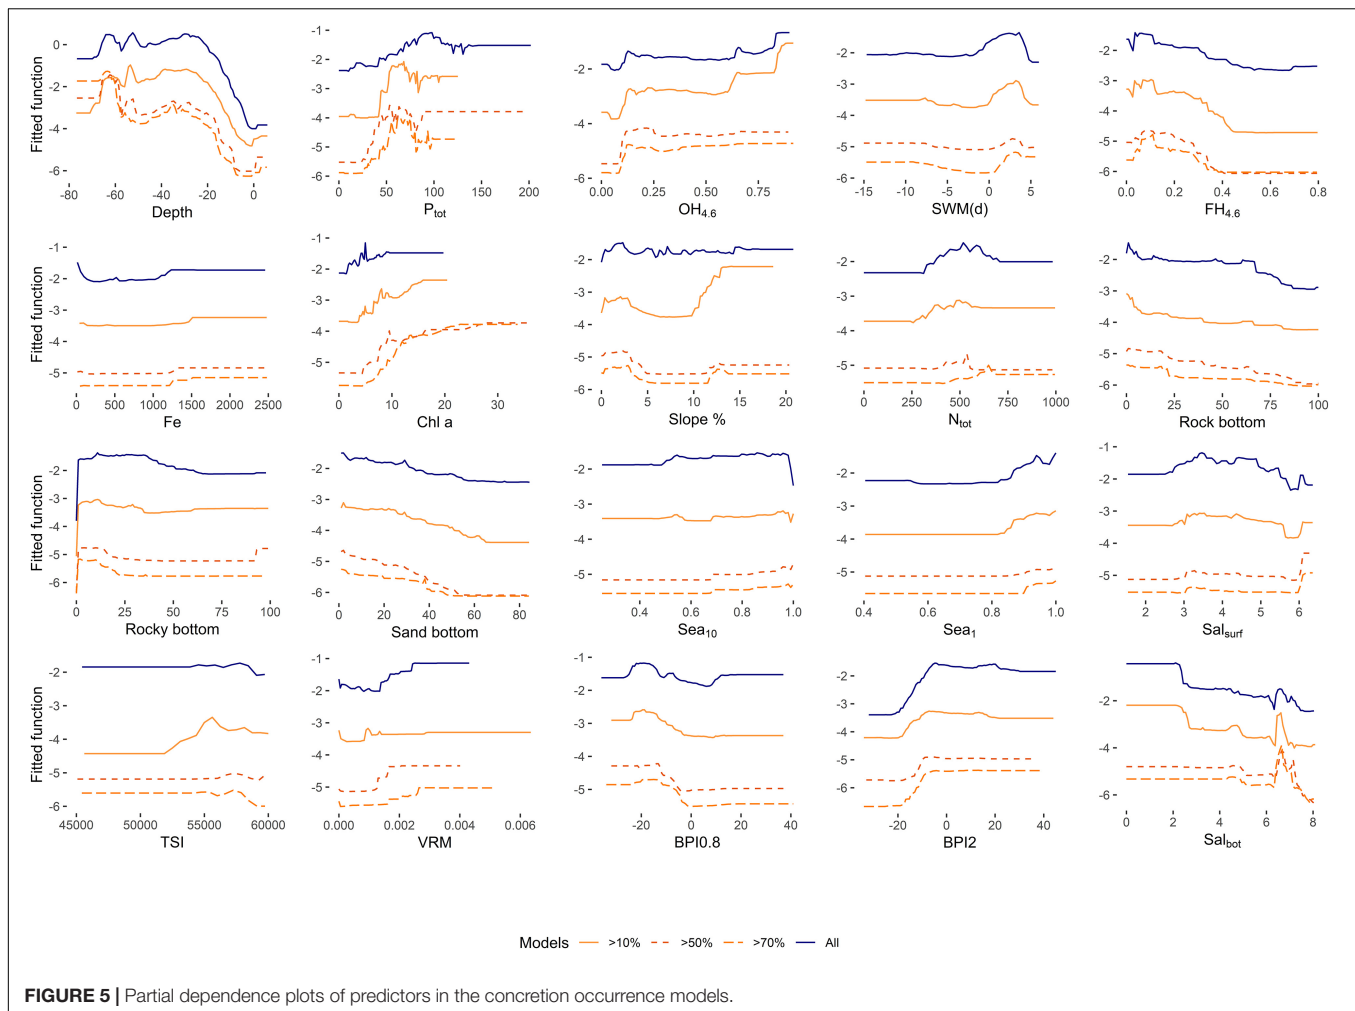 Fitted function
0
-2
-4
-6
-80 -60 -40 -20 0
Depth
-1
-2
-3
-4
-5
-6
0 50 100 150 200
Ptot
-2
-4
-6
0.00 0.25 0.50 0.75
OH4.6
-2
-3
-4
-5
-6
-15 -10 -5 0 5
SWM(d)
-2
-3
-4
-5
-6
0.0 0.2 0.4 0.6 0.8
FH4.6
Fitted function
-1
-3
-5
0 500 1000 1500 2000 2500
Fe
-1
-2
-3
-4
-5
0 10 20 30
Chl a
-2
-3
-4
-5
-6
0 5 10 15 20
Slope %
-2
-3
-4
-5
0 250 500 750 1000
Ntot
-2
-3
-4
-5
-6
0 25 50 75 100
Rock bottom
Fitted function
-2
-3
-4
-5
-6
0 25 50 75 100
Rocky bottom
-2
-3
-4
-5
-6
0 20 40 60 80
Sand bottom
-2
-3
-4
-5
0.4 0.6 0.8 1.0
Sea10
-2
-3
-4
-5
0.4 0.6 0.8 1.0
Sea1
-1
-2
-3
-4
-5
2 3 4 5 6
Salsurf
Fitted function
-2
-3
-4
-5
-6
45000 50000 55000 60000
TSI
-1
-2
-3
-4
-5
0.000 0.002 0.004 0.006
VRM
-1
-2
-3
-4
-5
-20 0 20 40
BPI0.8
-2
-3
-4
-5
-6
-20 0 20 40
BPI2
-2
-4
-6
0 2 4 6 8
Salbot
Models >10% >50% >70% All
FIGURE 5 | Partial dependence plots of predictors in the concretion occurrence models.